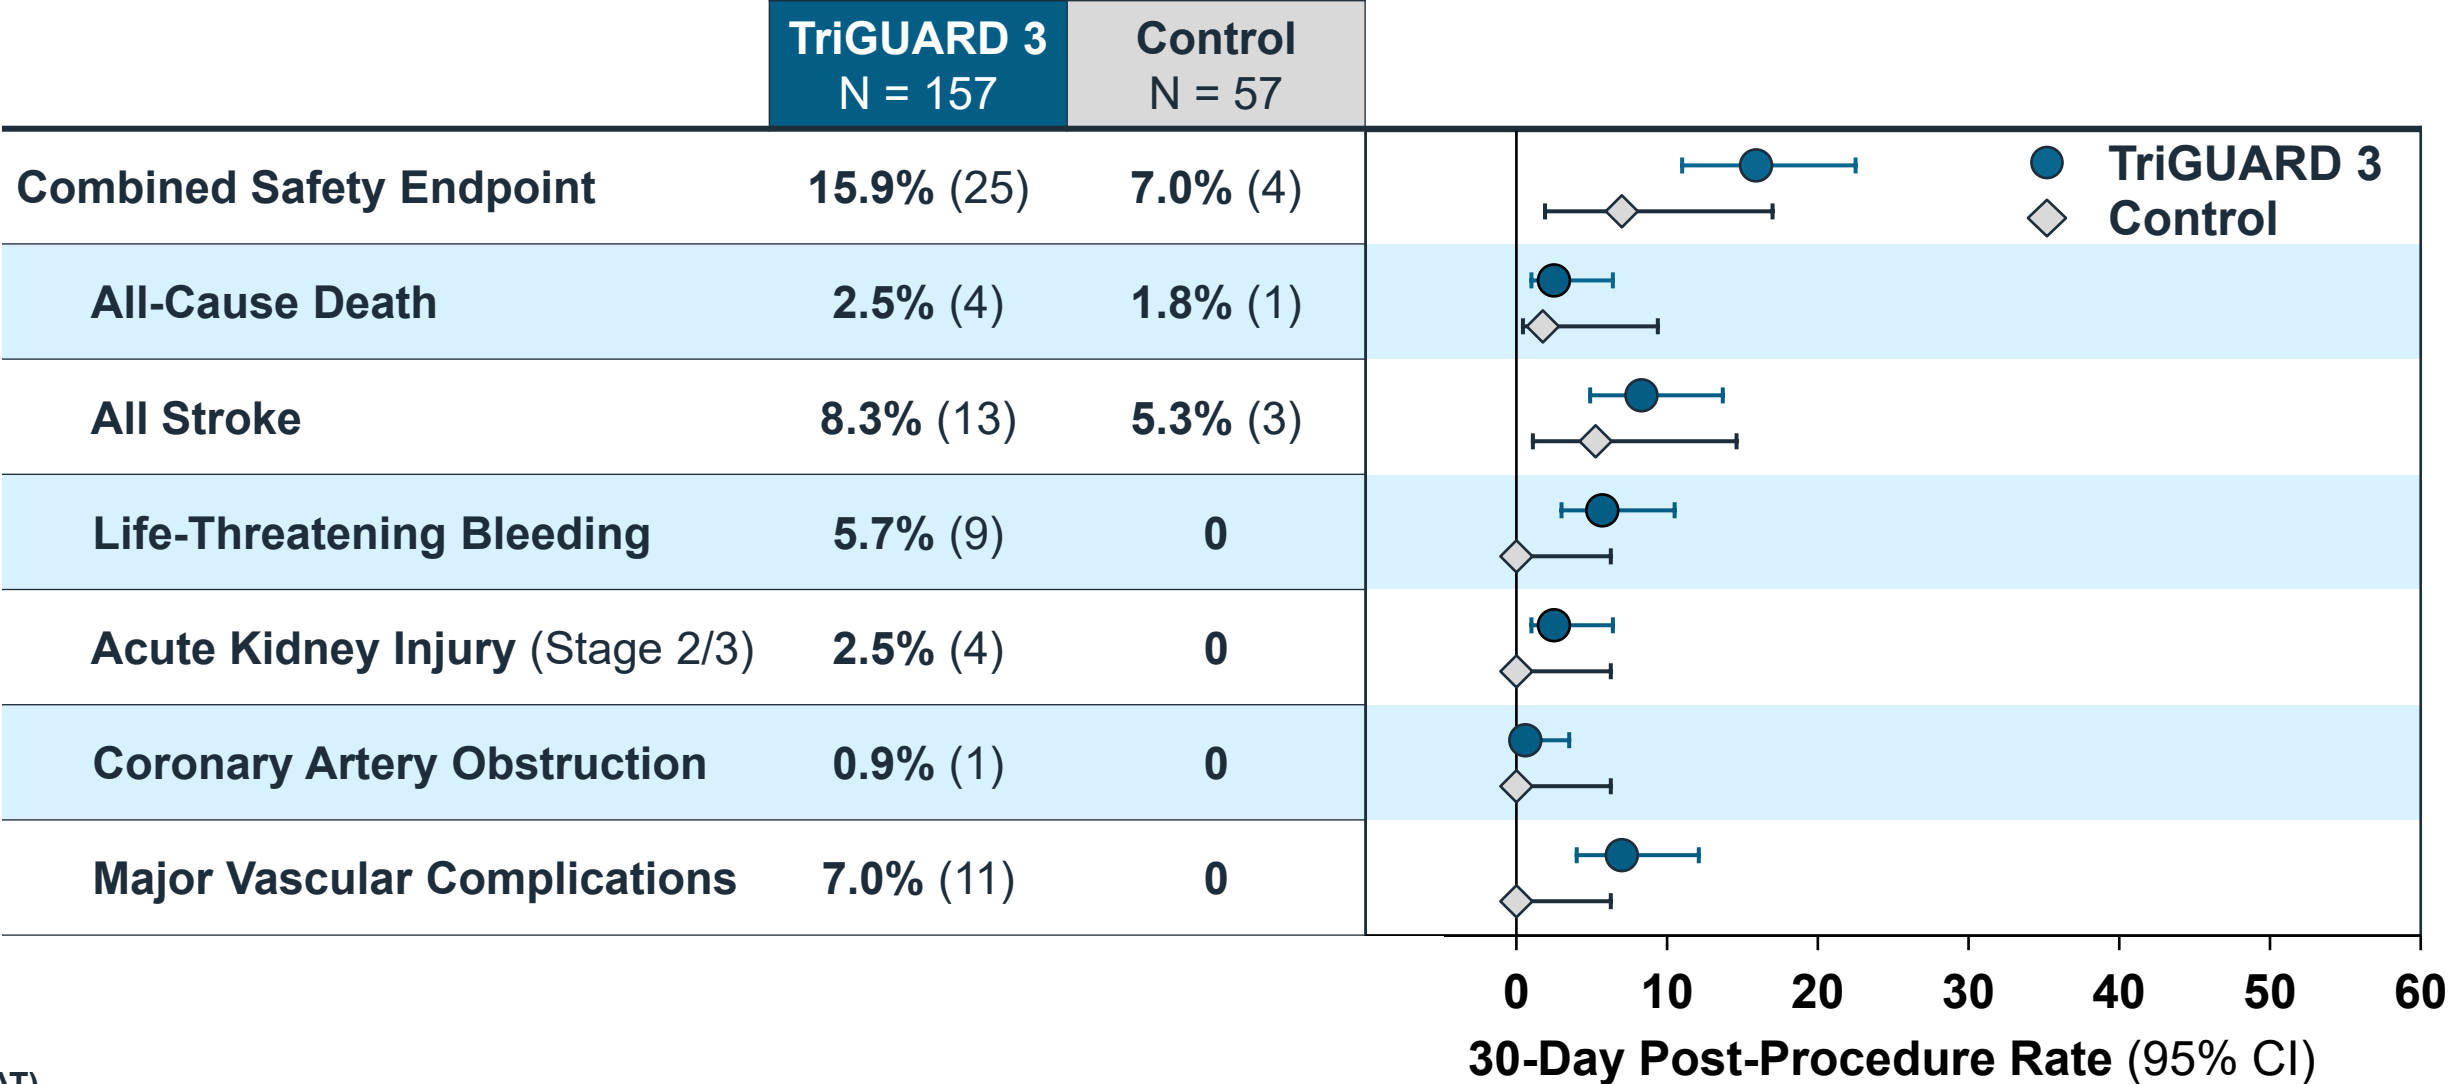 TriGUARD 3 Control
N = 157 N = 57
TriGUARD 3
Control
Combined Safety Endpoint 15.9% (25) 7.0% (4)
All-Cause Death 2.5% (4) 1.8% (1)
All Stroke 8.3% (13) 5.3% (3)
Life-Threatening Bleeding 5.7% (9) 0
Acute Kidney Injury (Stage 2/3) 2.5% (4) 0
Coronary Artery Obstruction 0.9% (1) 0
Major Vascular Complications 7.0% (11) 0
0 10 20 30 40 50 60
30-Day Post-Procedure Rate (95% CI)